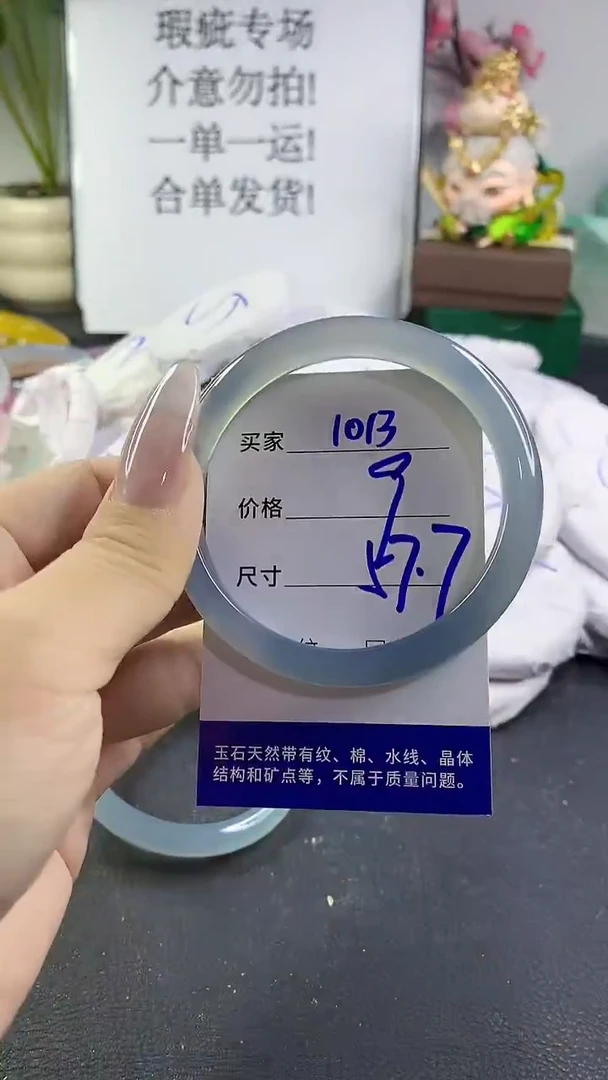 瑕疵专场
介意勿拍!
一单一运!
合单发货!
买家 1013
价格
尺寸 57.7
玉石天然带有纹、棉、水线、晶体
结构和矿点等，不属于质量问题。